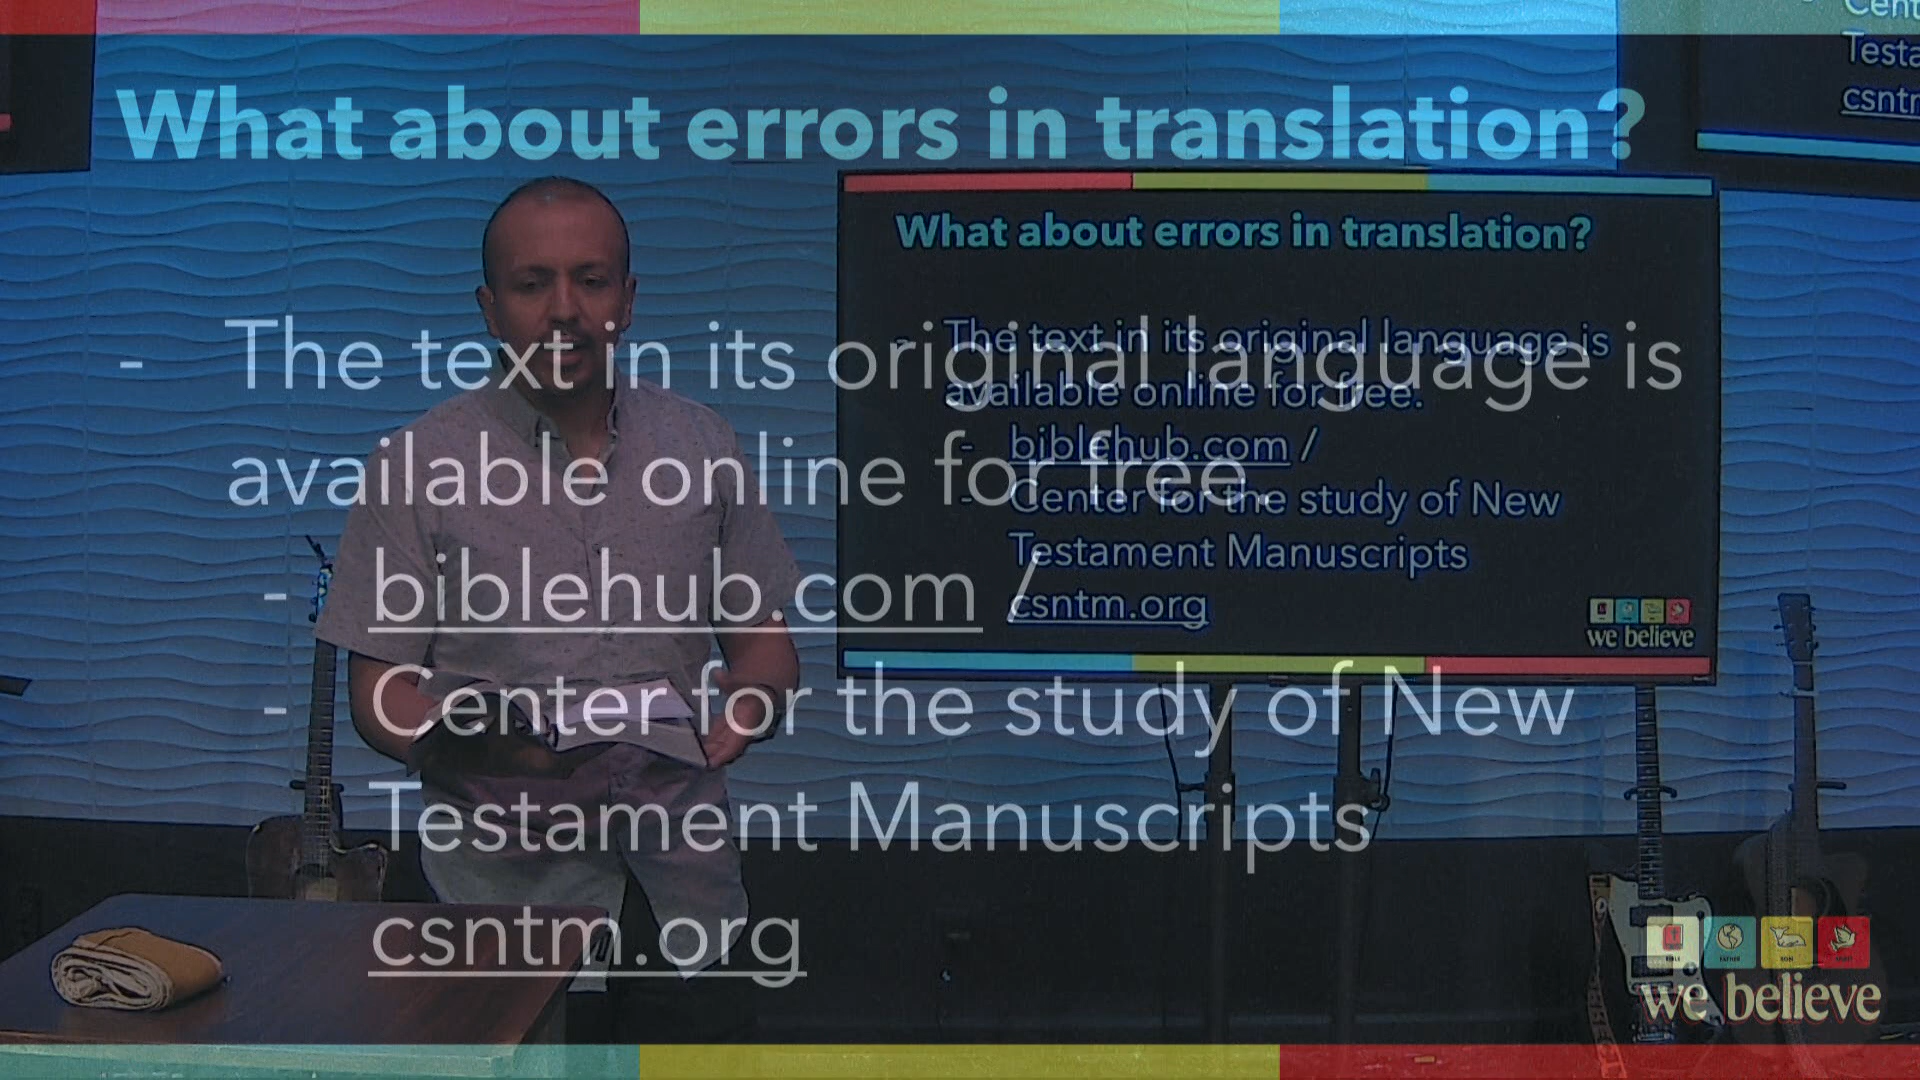 What about errors in translation?
- The text in its original language is
available online for free.
- biblehub.com /
- Center for the study of New
Testament Manuscripts
csntm.org
we believe
What about errors in translation?
- The text in its original language is
available online for free.
- biblehub.com /
- Center for the study of New
Testament Manuscripts
csntm.org
we believe
Testa
csntm